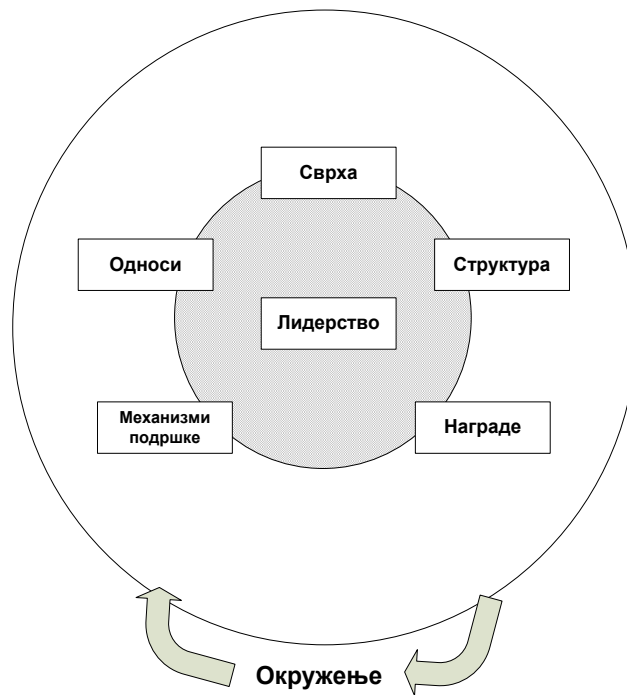 Сврха
Односи
Структура
Лидерство
Механизми
подршке
Награде
Окружење